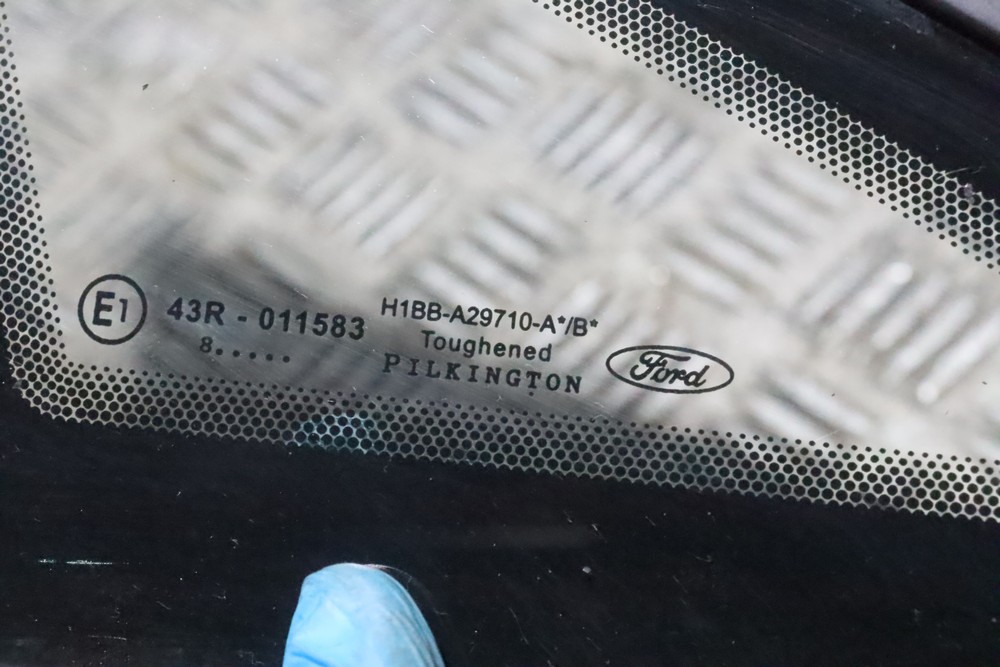 E1
43R - 011583
8.....
H1BB-A29710-A*/B*
Toughened
PILKINGTON
Ford